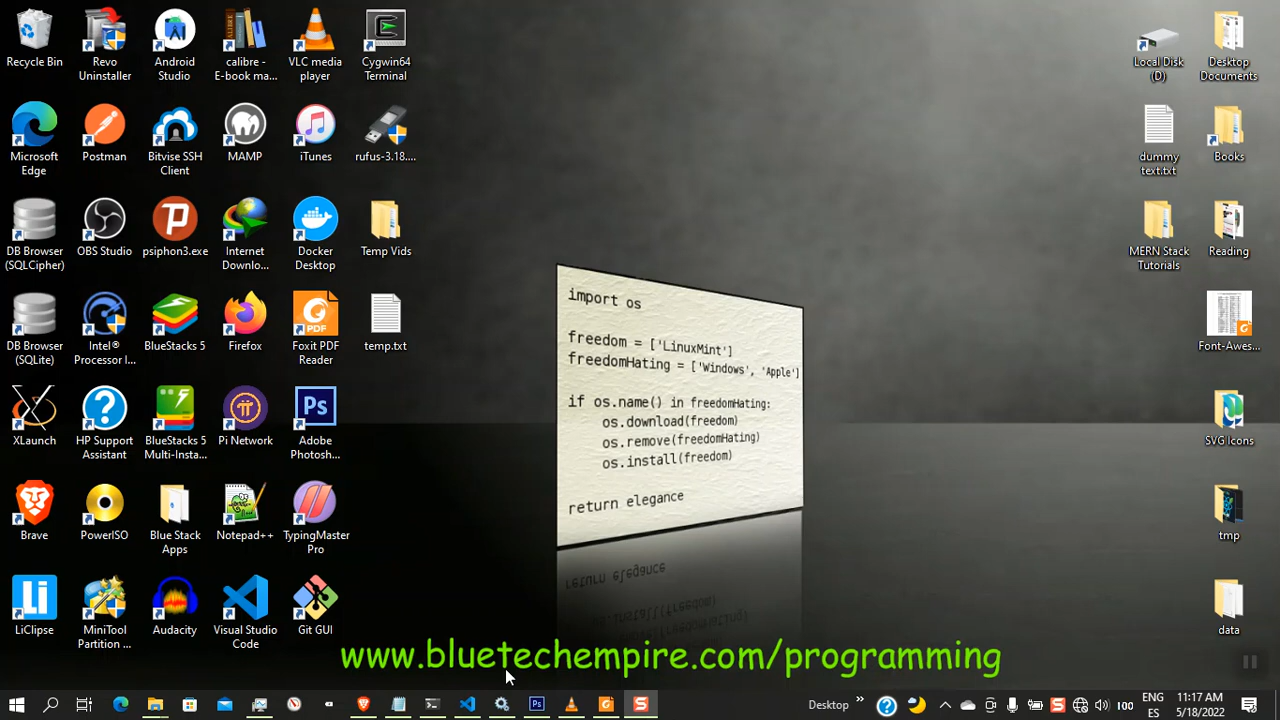 Recycle Bin
Revo
Uninstaller
Android
Studio
calibre -
E-book ma...
VLC media
player
Cygwin64
Terminal
Local Disk
(D)
Desktop
Documents
Microsoft
Edge
Postman
Bitvise SSH
Client
MAMP
iTunes
rufus-3.18....
dummy
text.txt
Books
DB Browser
(SQLCipher)
OBS Studio
psiphon3.exe
Internet
Downlo...
Docker
Desktop
Temp Vids
MERN Stack
Tutorials
Reading
DB Browser
(SQLite)
Intel®
Processor I...
BlueStacks 5
Firefox
PDF
Foxit PDF
Reader
temp.txt
Font-Awes...
XLaunch
HP Support
Assistant
BlueStacks 5
Multi-Insta...
Pi Network
Ps
Adobe
Photosh...
SVG Icons
Brave
PowerISO
Blue Stack
Apps
Notepad++
TypingMaster
Pro
tmp
Li
LiClipse
MiniTool
Partition ...
Audacity
Visual Studio
Code
Git GUI
data
import os
freedom = ['LinuxMint']
freedomHating = ['Windows', 'Apple']
if os.name() in freedomHating:
os.download(freedom)
os.remove(freedomHating)
os.install(freedom)
return elegance
www.bluetechempire.com/programming
Desktop
ENG
ES
100
11:17 AM
5/18/2022